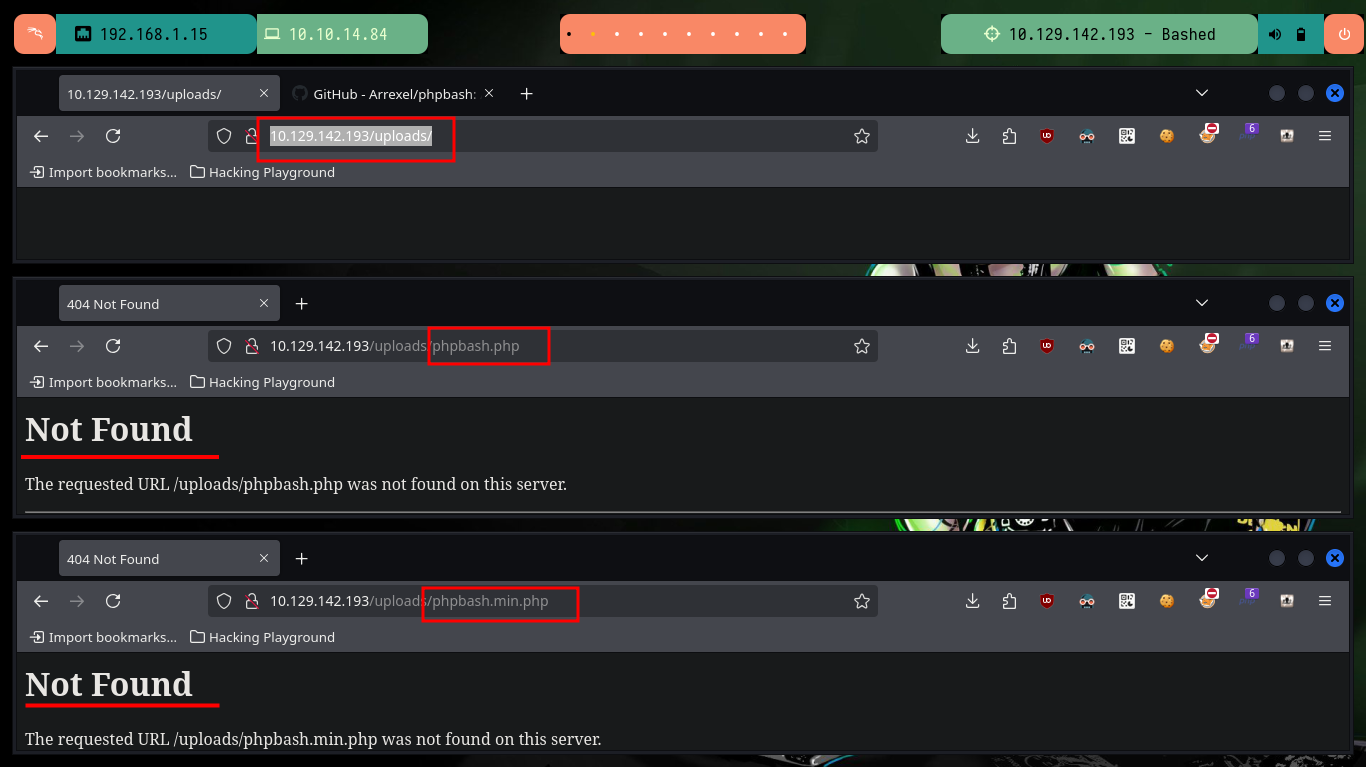 192.168.1.15
10.10.14.84
10.129.142.193 - Bashed
10.129.142.193/uploads/
GitHub - Arrexel/phpbash:
10.129.142.193/uploads/
6
Import bookmarks...
Hacking Playground
404 Not Found
10.129.142.193/uploads/phpbash.php
6
Import bookmarks...
Hacking Playground
Not Found
The requested URL /uploads/phpbash.php was not found on this server.
404 Not Found
10.129.142.193/uploads/phpbash.min.php
6
Import bookmarks...
Hacking Playground
Not Found
The requested URL /uploads/phpbash.min.php was not found on this server.